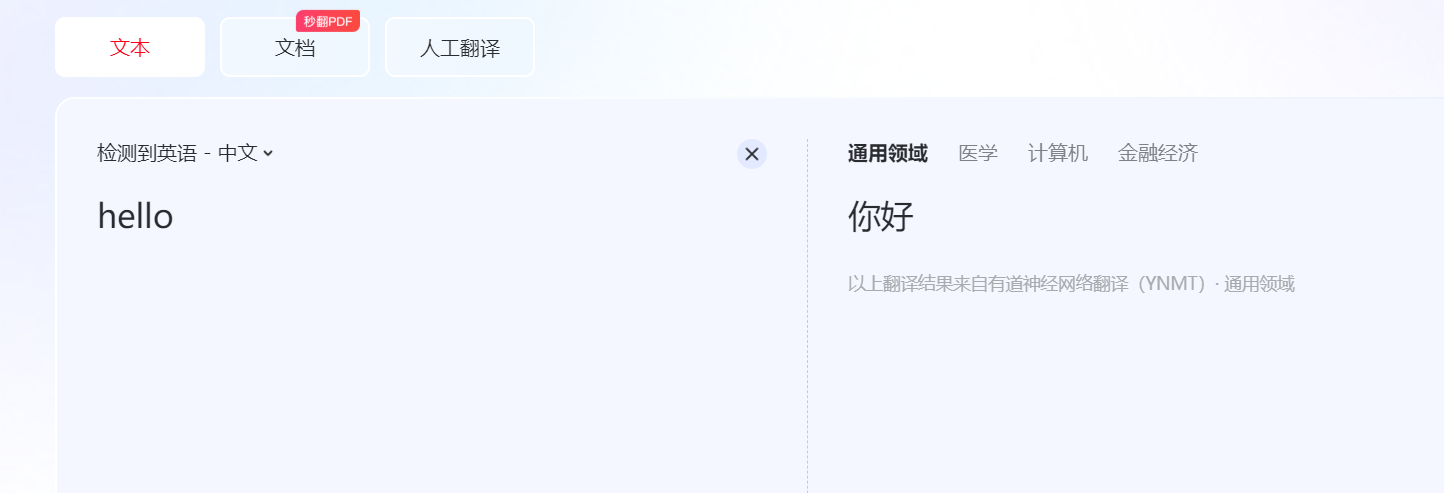 秒翻PDF
文本 文档 人工翻译
检测到英语 - 中文
通用领域 医学 计算机 金融经济
hello
你好
以上翻译结果来自有道神经网络翻译（YNMT）· 通用领域